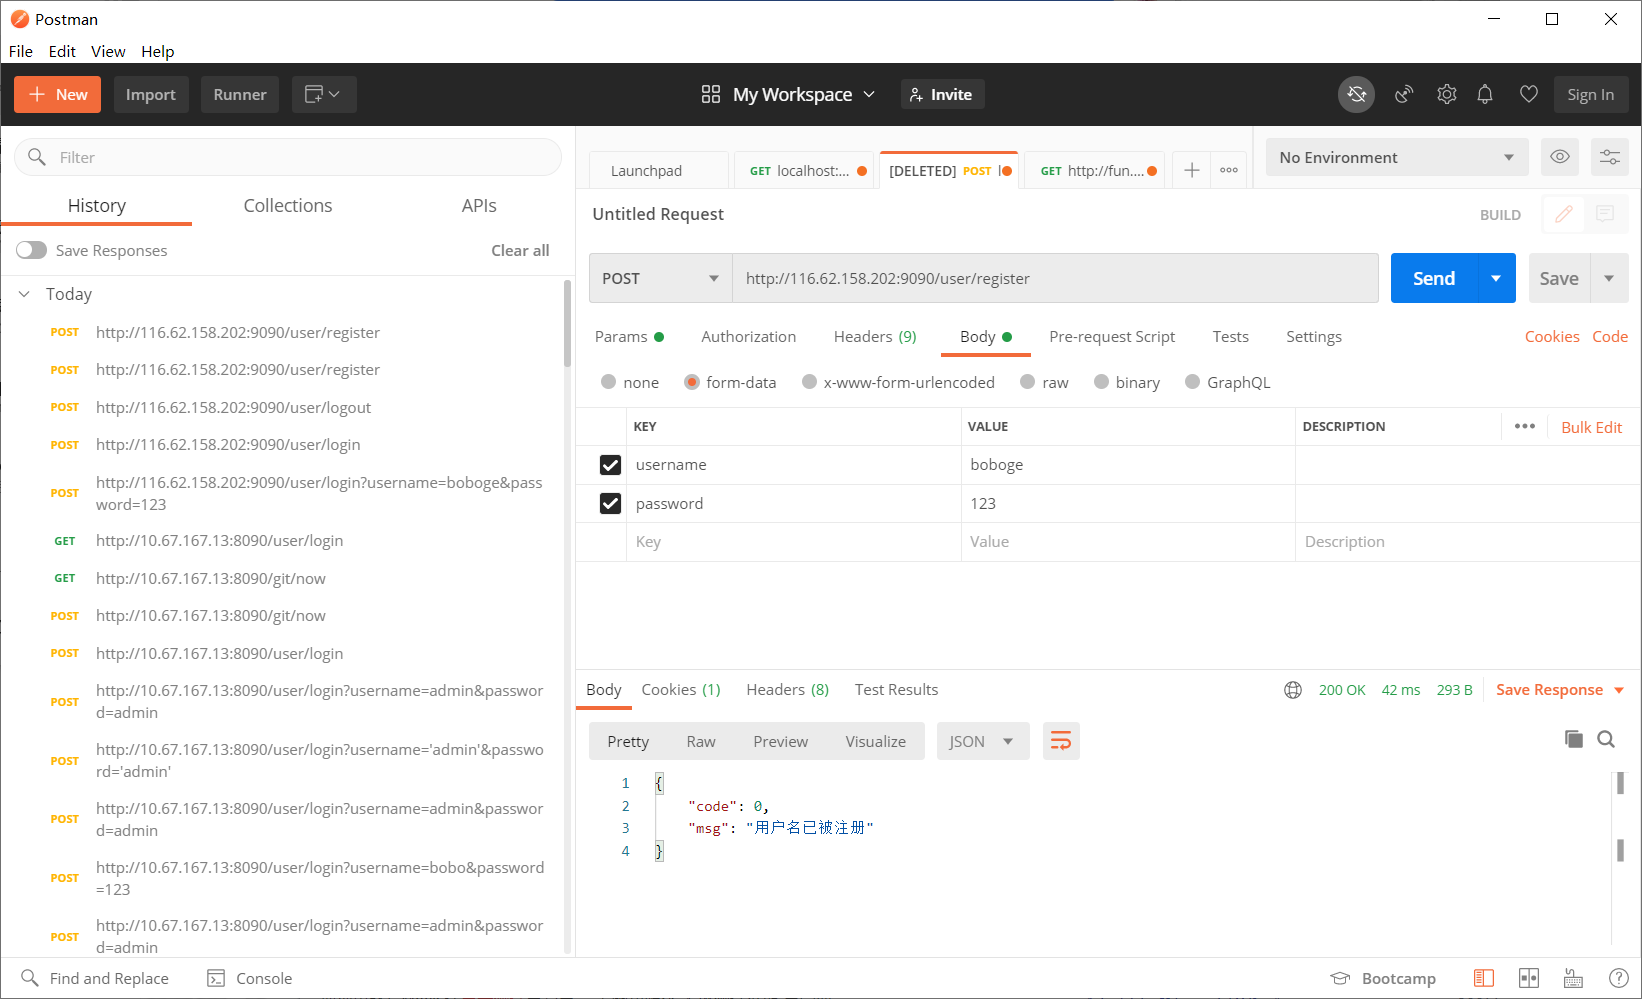 Postman
File Edit View Help
New Import Runner My Workspace Invite Sign In
Filter
History Collections APIs
Save Responses Clear all
Today
POST http://116.62.158.202:9090/user/register
POST http://116.62.158.202:9090/user/register
POST http://116.62.158.202:9090/user/logout
POST http://116.62.158.202:9090/user/login
POST http://116.62.158.202:9090/user/login?username=boboge&pass
word=123
GET http://10.67.167.13:8090/user/login
GET http://10.67.167.13:8090/git/now
POST http://10.67.167.13:8090/git/now
POST http://10.67.167.13:8090/user/login
POST http://10.67.167.13:8090/user/login?username=admin&passwor
d=admin
POST http://10.67.167.13:8090/user/login?username='admin'&passwo
rd='admin'
POST http://10.67.167.13:8090/user/login?username=admin&passwor
d=admin
POST http://10.67.167.13:8090/user/login?username=bobo&password
=123
POST http://10.67.167.13:8090/user/login?username=admin&passwor
d=admin
Launchpad GET localhost:... [DELETED] POST l GET http://fun.... No Environment
Untitled Request BUILD
POST http://116.62.158.202:9090/user/register Send Save
Params Authorization Headers (9) Body Pre-request Script Tests Settings Cookies Code
none form-data x-www-form-urlencoded raw binary GraphQL
KEY VALUE DESCRIPTION ••• Bulk Edit
username boboge
password 123
Key Value Description
Body Cookies (1) Headers (8) Test Results 200 OK 42 ms 293 B Save Response
Pretty Raw Preview Visualize JSON
1 {
2 "code": 0,
3 "msg": "用户名已被注册"
4 }
Find and Replace Console Bootcamp